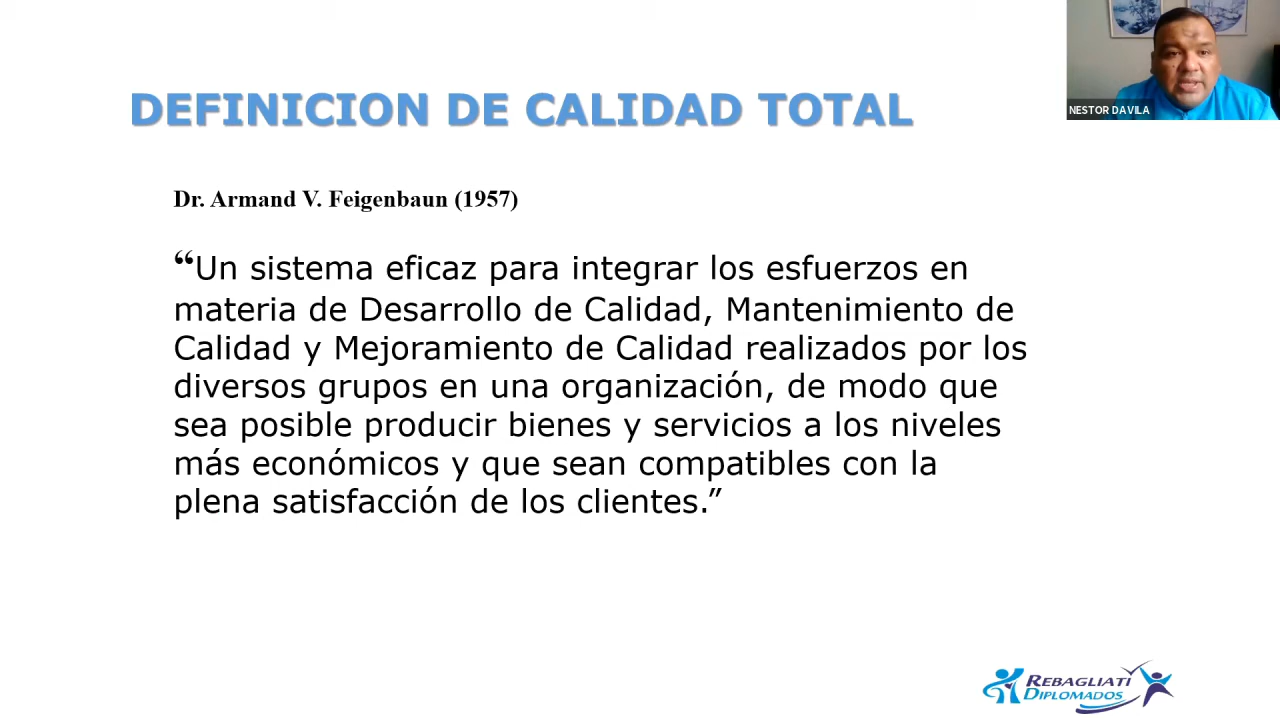 DEFINICION DE CALIDAD TOTAL
NESTOR DAVILA
Dr. Armand V. Feigenbaun (1957)
“Un sistema eficaz para integrar los esfuerzos en
materia de Desarrollo de Calidad, Mantenimiento de
Calidad y Mejoramiento de Calidad realizados por los
diversos grupos en una organización, de modo que
sea posible producir bienes y servicios a los niveles
más económicos y que sean compatibles con la
plena satisfacción de los clientes.”
REBAGLIATI
DIPLOMADOS